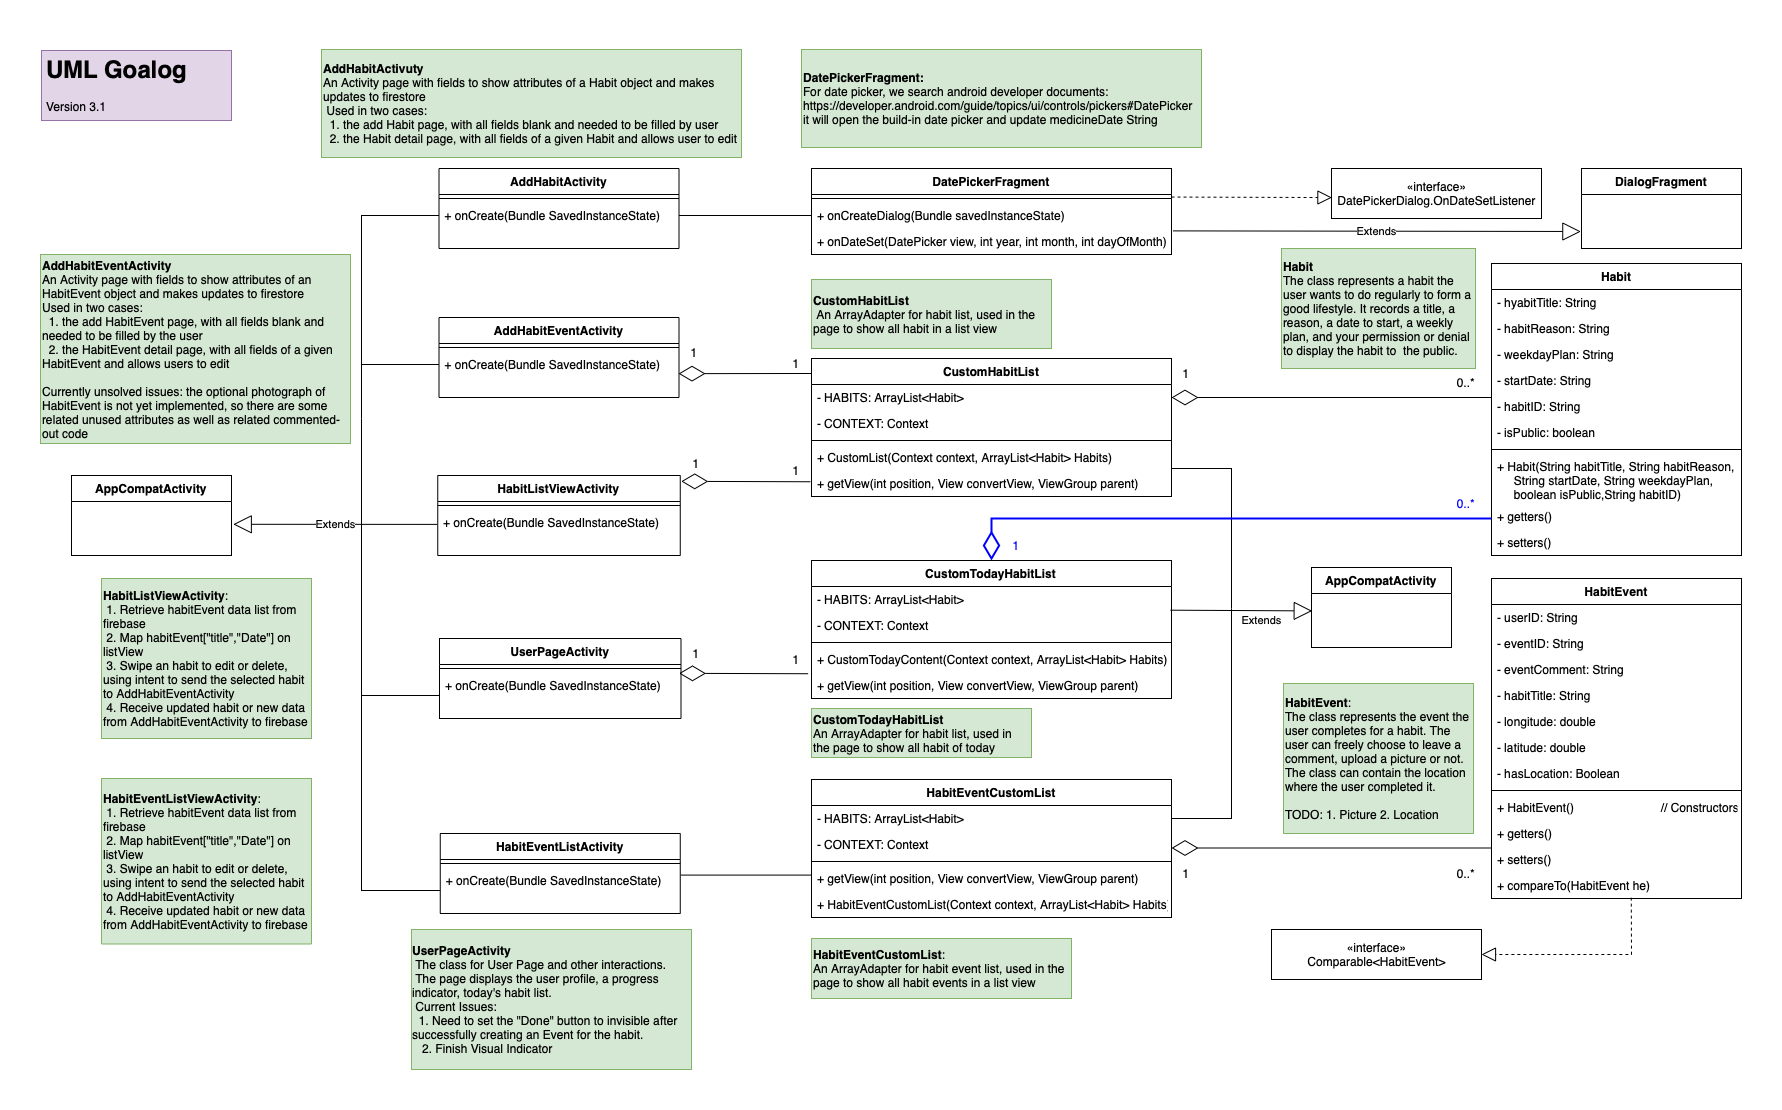 UML Goalog
Version 3.1
AddHabitActivuty
An Activity page with fields to show attributes of a Habit object and makes
updates to firestore
Used in two cases:
1. the add Habit page, with all fields blank and needed to be filled by user
2. the Habit detail page, with all fields of a given Habit and allows user to edit
DatePickerFragment:
For date picker, we search android developer documents:
https://developer.android.com/guide/topics/ui/controls/pickers#DatePicker
it will open the build-in date picker and update medicineDate String
AddHabitActivity
+ onCreate(Bundle SavedInstanceState)
DatePickerFragment
+ onCreateDialog(Bundle savedInstanceState)
+ onDateSet(DatePicker view, int year, int month, int dayOfMonth)
«interface»
DatePickerDialog.OnDateSetListener
DialogFragment
Extends
AddHabitEventActivity
An Activity page with fields to show attributes of an
HabitEvent object and makes updates to firestore
Used in two cases:
1. the add HabitEvent page, with all fields blank and
needed to be filled by the user
2. the HabitEvent detail page, with all fields of a given
HabitEvent and allows users to edit
Currently unsolved issues: the optional photograph of
HabitEvent is not yet implemented, so there are some
related unused attributes as well as related commented-
out code
AddHabitEventActivity
+ onCreate(Bundle SavedInstanceState)
1
1
CustomHabitList
An ArrayAdapter for habit list, used in the
page to show all habit in a list view
CustomHabitList
- HABITS: ArrayList<Habit>
- CONTEXT: Context
+ CustomList(Context context, ArrayList<Habit> Habits)
+ getView(int position, View convertView, ViewGroup parent)
1
0..*
Habit
The class represents a habit the
user wants to do regularly to form a
good lifestyle. It records a title, a
reason, a date to start, a weekly
plan, and your permission or denial
to display the habit to  the public.
Habit
- hyabitTitle: String
- habitReason: String
- weekdayPlan: String
- startDate: String
- habitID: String
- isPublic: boolean
+ Habit(String habitTitle, String habitReason,
String startDate, String weekdayPlan,
boolean isPublic,String habitID)
+ getters()
+ setters()
AppCompatActivity
Extends
HabitListViewActivity
+ onCreate(Bundle SavedInstanceState)
1
1
0..*
1
CustomTodayHabitList
- HABITS: ArrayList<Habit>
- CONTEXT: Context
+ CustomTodayContent(Context context, ArrayList<Habit> Habits)
+ getView(int position, View convertView, ViewGroup parent)
Extends
AppCompatActivity
HabitListViewActivity:
1. Retrieve habitEvent data list from
firebase
2. Map habitEvent["title","Date"] on
listView
3. Swipe an habit to edit or delete,
using intent to send the selected habit
to AddHabitEventActivity
4. Receive updated habit or new data
from AddHabitEventActivity to firebase
UserPageActivity
+ onCreate(Bundle SavedInstanceState)
1
1
CustomTodayHabitList
An ArrayAdapter for habit list, used in
the page to show all habit of today
HabitEvent:
The class represents the event the
user completes for a habit. The
user can freely choose to leave a
comment, upload a picture or not.
The class can contain the location
where the user completed it.
TODO: 1. Picture 2. Location
HabitEvent
- userID: String
- eventID: String
- eventComment: String
- habitTitle: String
- longitude: double
- latitude: double
- hasLocation: Boolean
+ HabitEvent() // Constructors
+ getters()
+ setters()
+ compareTo(HabitEvent he)
HabitEventListViewActivity:
1. Retrieve habitEvent data list from
firebase
2. Map habitEvent["title","Date"] on
listView
3. Swipe an habit to edit or delete,
using intent to send the selected habit
to AddHabitEventActivity
4. Receive updated habit or new data
from AddHabitEventActivity to firebase
HabitEventListActivity
+ onCreate(Bundle SavedInstanceState)
HabitEventCustomList
- HABITS: ArrayList<Habit>
- CONTEXT: Context
+ getView(int position, View convertView, ViewGroup parent)
+ HabitEventCustomList(Context context, ArrayList<Habit> Habits
1
0..*
UserPageActivity
The class for User Page and other interactions.
The page displays the user profile, a progress
indicator, today's habit list.
Current Issues:
1. Need to set the "Done" button to invisible after
successfully creating an Event for the habit.
2. Finish Visual Indicator
HabitEventCustomList:
An ArrayAdapter for habit event list, used in the
page to show all habit events in a list view
«interface»
Comparable<HabitEvent>